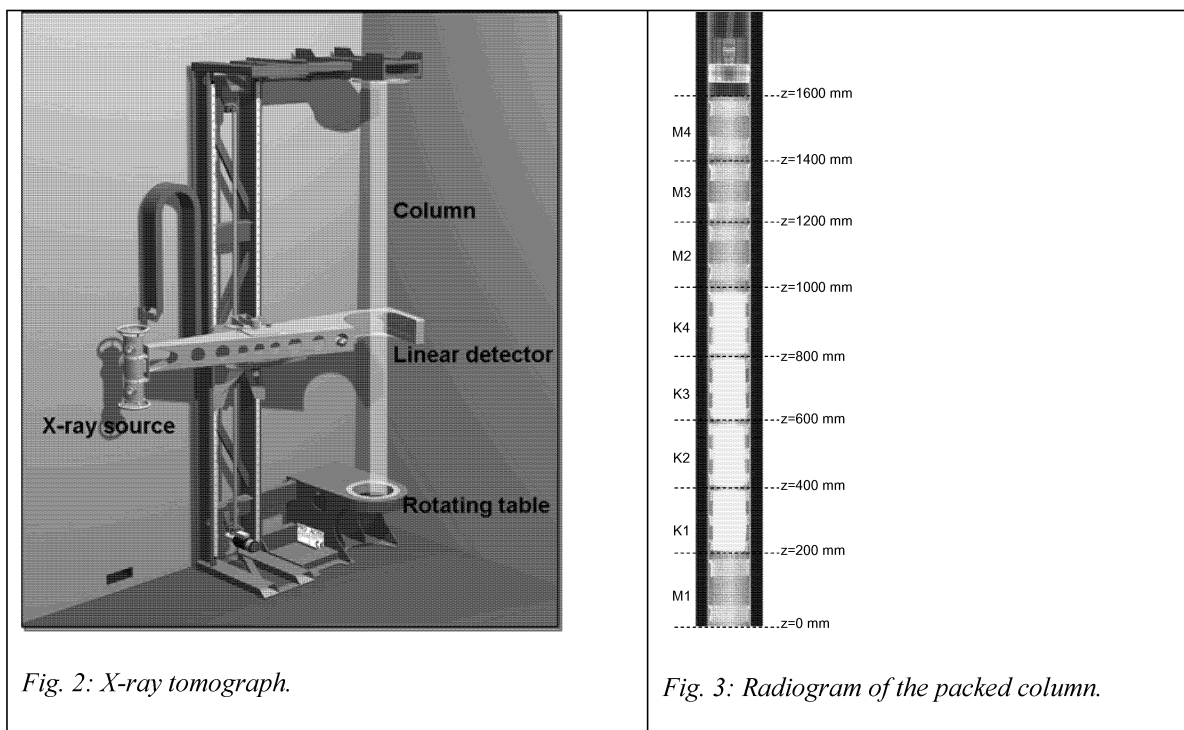 Column
Linear detector
X-ray source
Rotating table
Fig. 2: X-ray tomograph.
z=1600 mm
M4
z=1400 mm
M3
z=1200 mm
M2
z=1000 mm
K4
z=800 mm
K3
z=600 mm
K2
z=400 mm
K1
z=200 mm
M1
z=0 mm
Fig. 3: Radiogram of the packed column.